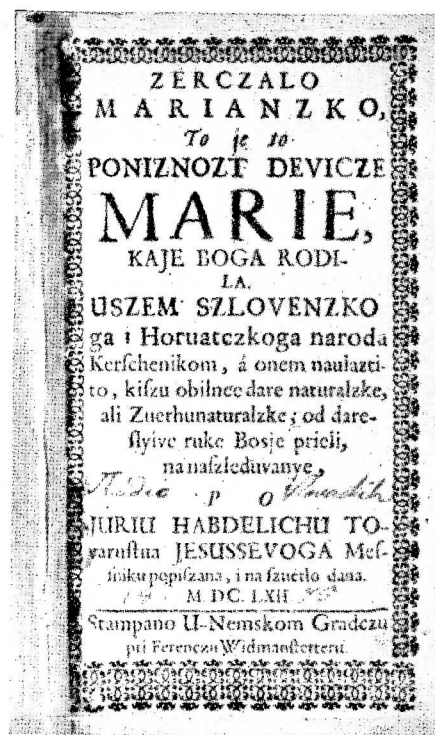 ZERCZALO
MARIANZKO,
To je to
PONIZNOZT DEVICZE
MARIE,
KAJE BOGA RODI-
LA.
USZEM SZLOVENZKO
ga i Horuatczkoga naroda
Kerschenikom, á onem naulazti-
to, kiszu obilnee dare naturalzke,
ali Zuerhunaturalzke; od dare-
slyive ruke Bosje prieli,
na naszleduvanye,
P O
JURIU HABDELICHU TO-
varustua JESUSSEVOGA Mes-
sniku popiszana, i na szuetlo dana.
M. DC. LXII
Stampano U-Nemskom Gradczu
pri Ferenczu Widmanstetteru.